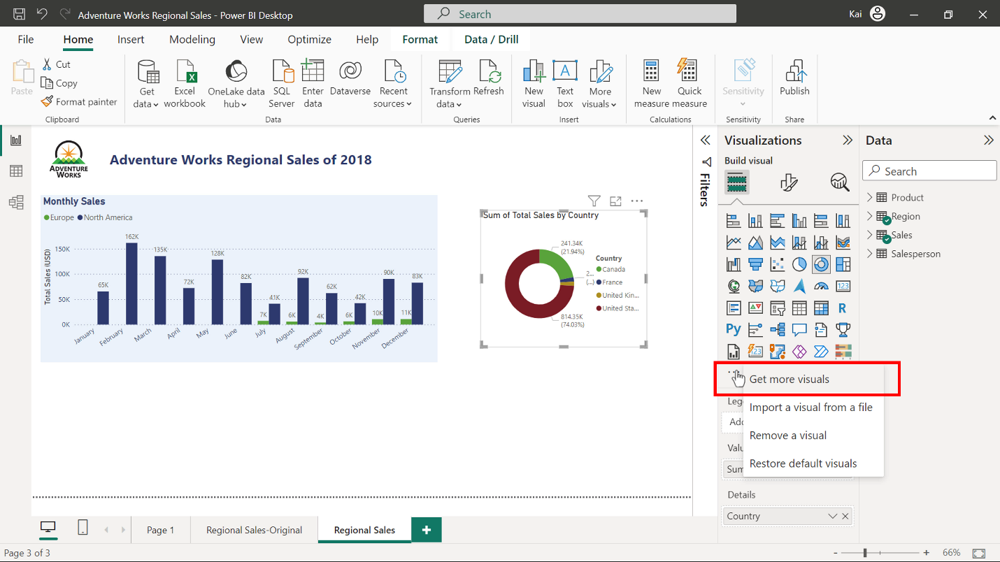 Adventure Works Regional Sales - Power BI Desktop
Search
Kai
File
Home
Insert
Modeling
View
Optimize
Help
Format
Data / Drill
Paste
Cut
Copy
Format painter
Clipboard
Get
data
Excel
workbook
OneLake data
hub
SQL
Server
Enter
data
Dataverse
Recent
sources
Data
Transform
data
Refresh
Queries
New
visual
Text
box
More
visuals
Insert
New
measure
Quick
measure
Calculations
Sensitivity
Sensitivity
Publish
Share
ADVENTURE
WORKS
Adventure Works Regional Sales of 2018
Monthly Sales
Europe
North America
Total Sales (USD)
150K
100K
50K
0K
65K
162K
135K
72K
128K
82K
7K
41K
6K
92K
4K
62K
6K
42K
10K
90K
11K
83K
January
February
March
April
May
June
July
August
September
October
November
December
Sum of Total Sales by Country
241.34K
(21.94%)
2...
(...)
814.35K
(74.03%)
Country
Canada
France
United Kin...
United Sta...
Filters
Visualizations
Build visual
123
R
Py
123
Get more visuals
Import a visual from a file
Remove a visual
Restore default visuals
Lege
Add
Valu
Sum
Details
Country
Data
Search
Product
Region
Sales
Salesperson
Page 1
Regional Sales-Original
Regional Sales
Page 3 of 3
- +
66%